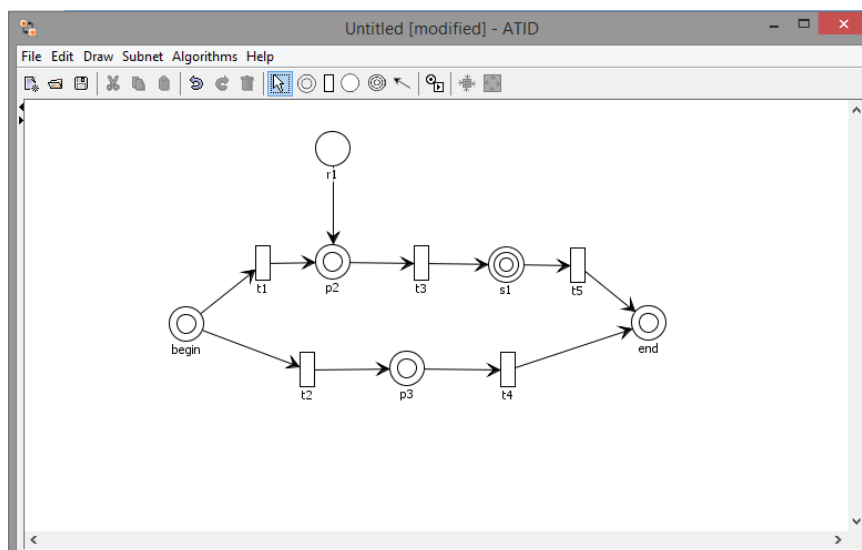 Untitled [modified] - ATID
File Edit Draw Subnet Algorithms Help
r1
t1
p2
t3
s1
t5
begin
end
t2
p3
t4